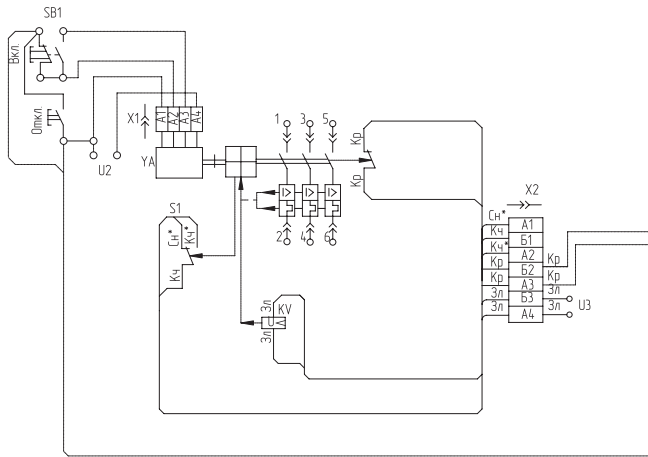 SB1
Вкл.
Откл.
X1
А1 А2 А3 А4
U2
YA
1 3 5
I> I> I>
2 4 6
Кр
Кр
S1
Сн*
Кч*
Кч
Зл
KV
U
Зл
X2
Сн* А1
Кч Б1
Кч* А2
Кр Б2 Кр
Кр А3 Кр
Зл Б3 Зл
Зл А4 Зл
U3